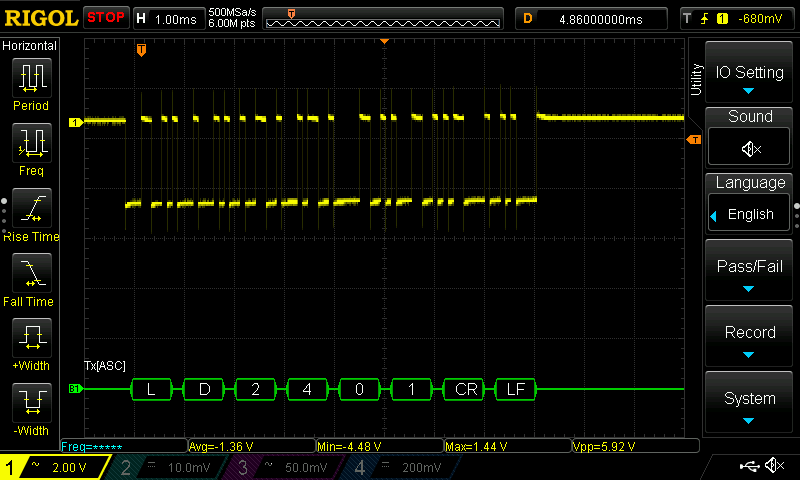 RIGOL STOP H 1.00ms 500MSa/s 6.00M pts T D 4.86000000ms T 1 -680mV
Horizontal
Period
Freq
Rise Time
Fall Time
+Width
-Width
T
1
T
Tx[ASC]
B1 L D 2 4 0 1 CR LF
Freq=***** Avg=-1.36 V Min=-4.48 V Max=1.44 V Vpp=5.92 V
1 ~ 2.00 V 2 10.0mV 3 ~ 50.0mV 4 200mV
Utility
IO Setting
Sound
Language
English
Pass/Fail
Record
System